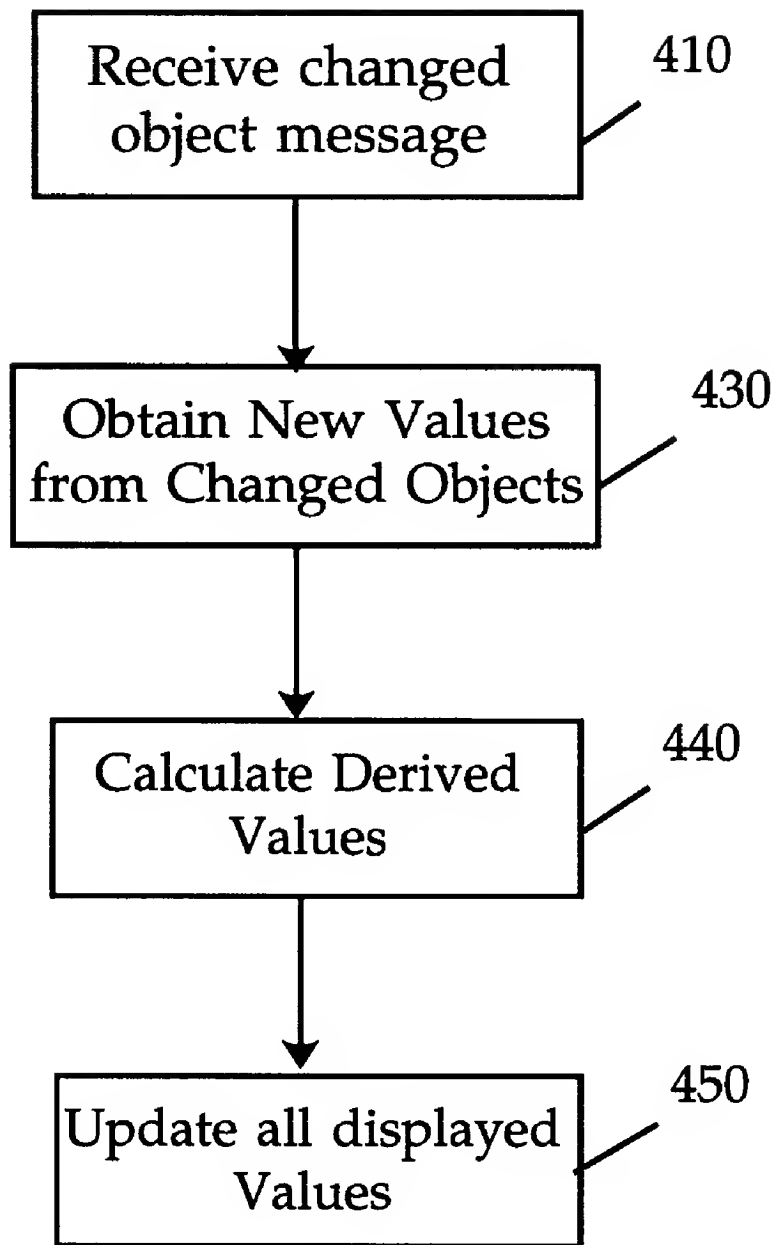 Receive changed
object message
410
Obtain New Values
from Changed Objects
430
Calculate Derived
Values
440
Update all displayed
Values
450